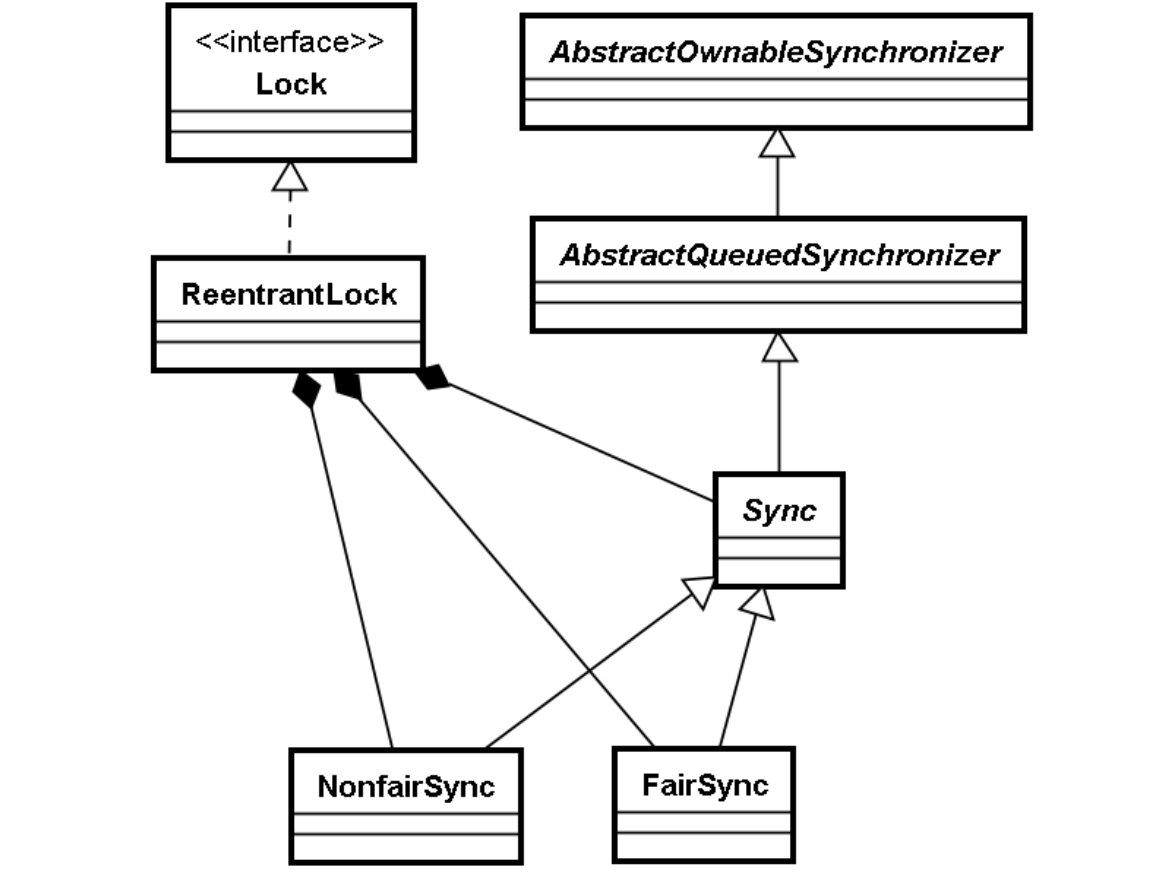 <<interface>>
Lock
AbstractOwnableSynchronizer
AbstractQueuedSynchronizer
ReentrantLock
Sync
NonfairSync
FairSync